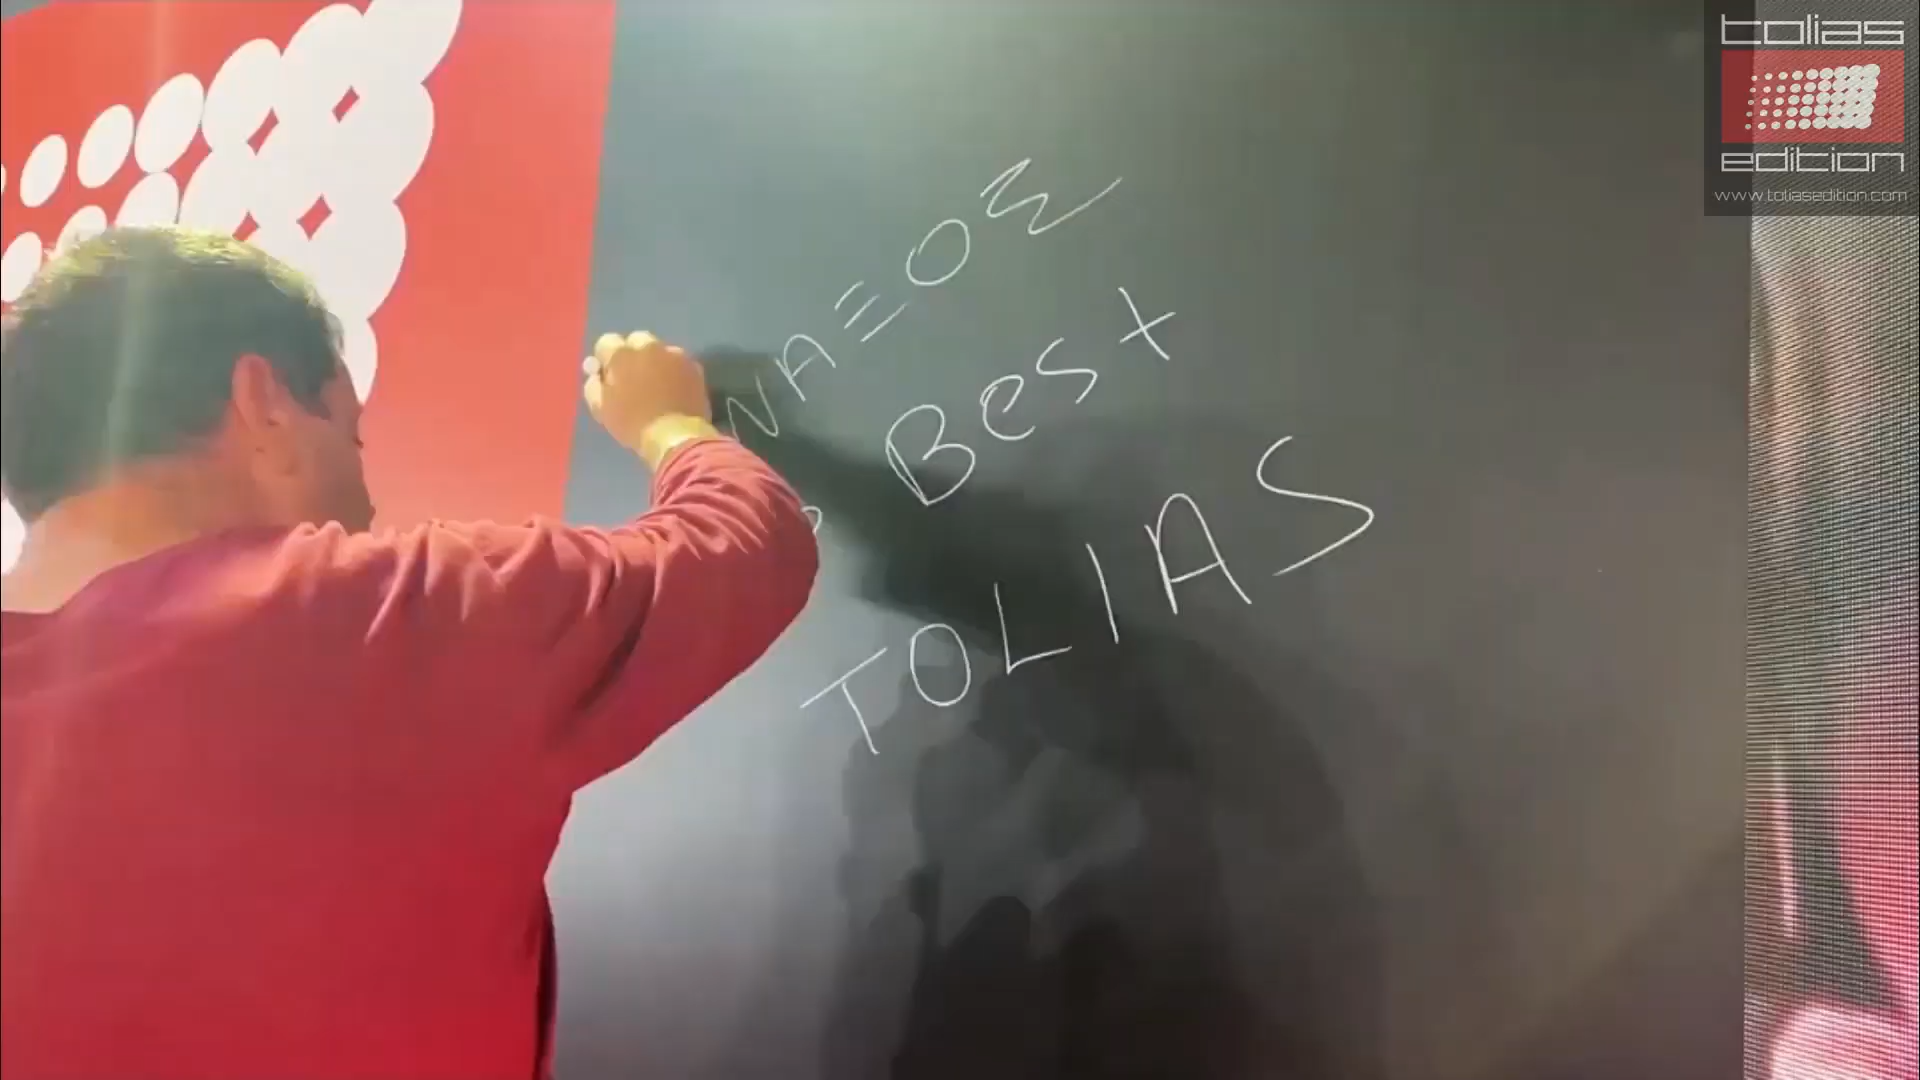 ΝΑΞΟΣ
Best
TOLIAS
tolias
edition
www.toliasedition.com